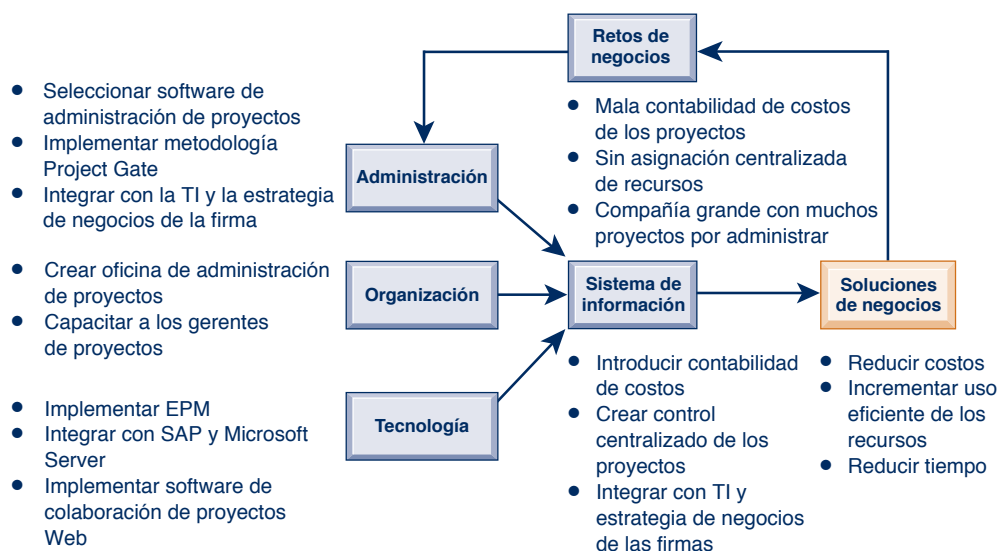 Retos de
negocios
• Mala contabilidad de costos
de los proyectos
• Sin asignación centralizada
de recursos
• Compañía grande con muchos
proyectos por administrar
• Seleccionar software de
administración de proyectos
• Implementar metodología
Project Gate
• Integrar con la TI y la estrategia
de negocios de la firma
Administración
• Crear oficina de administración
de proyectos
• Capacitar a los gerentes
de proyectos
Organización
Sistema de
información
Soluciones
de negocios
• Implementar EPM
• Integrar con SAP y Microsoft
Server
• Implementar software de
colaboración de proyectos
Web
Tecnología
• Introducir contabilidad
de costos
• Crear control
centralizado de los
proyectos
• Integrar con TI y
estrategia de negocios
de las firmas
• Reducir costos
• Incrementar uso
eficiente de los
recursos
• Reducir tiempo